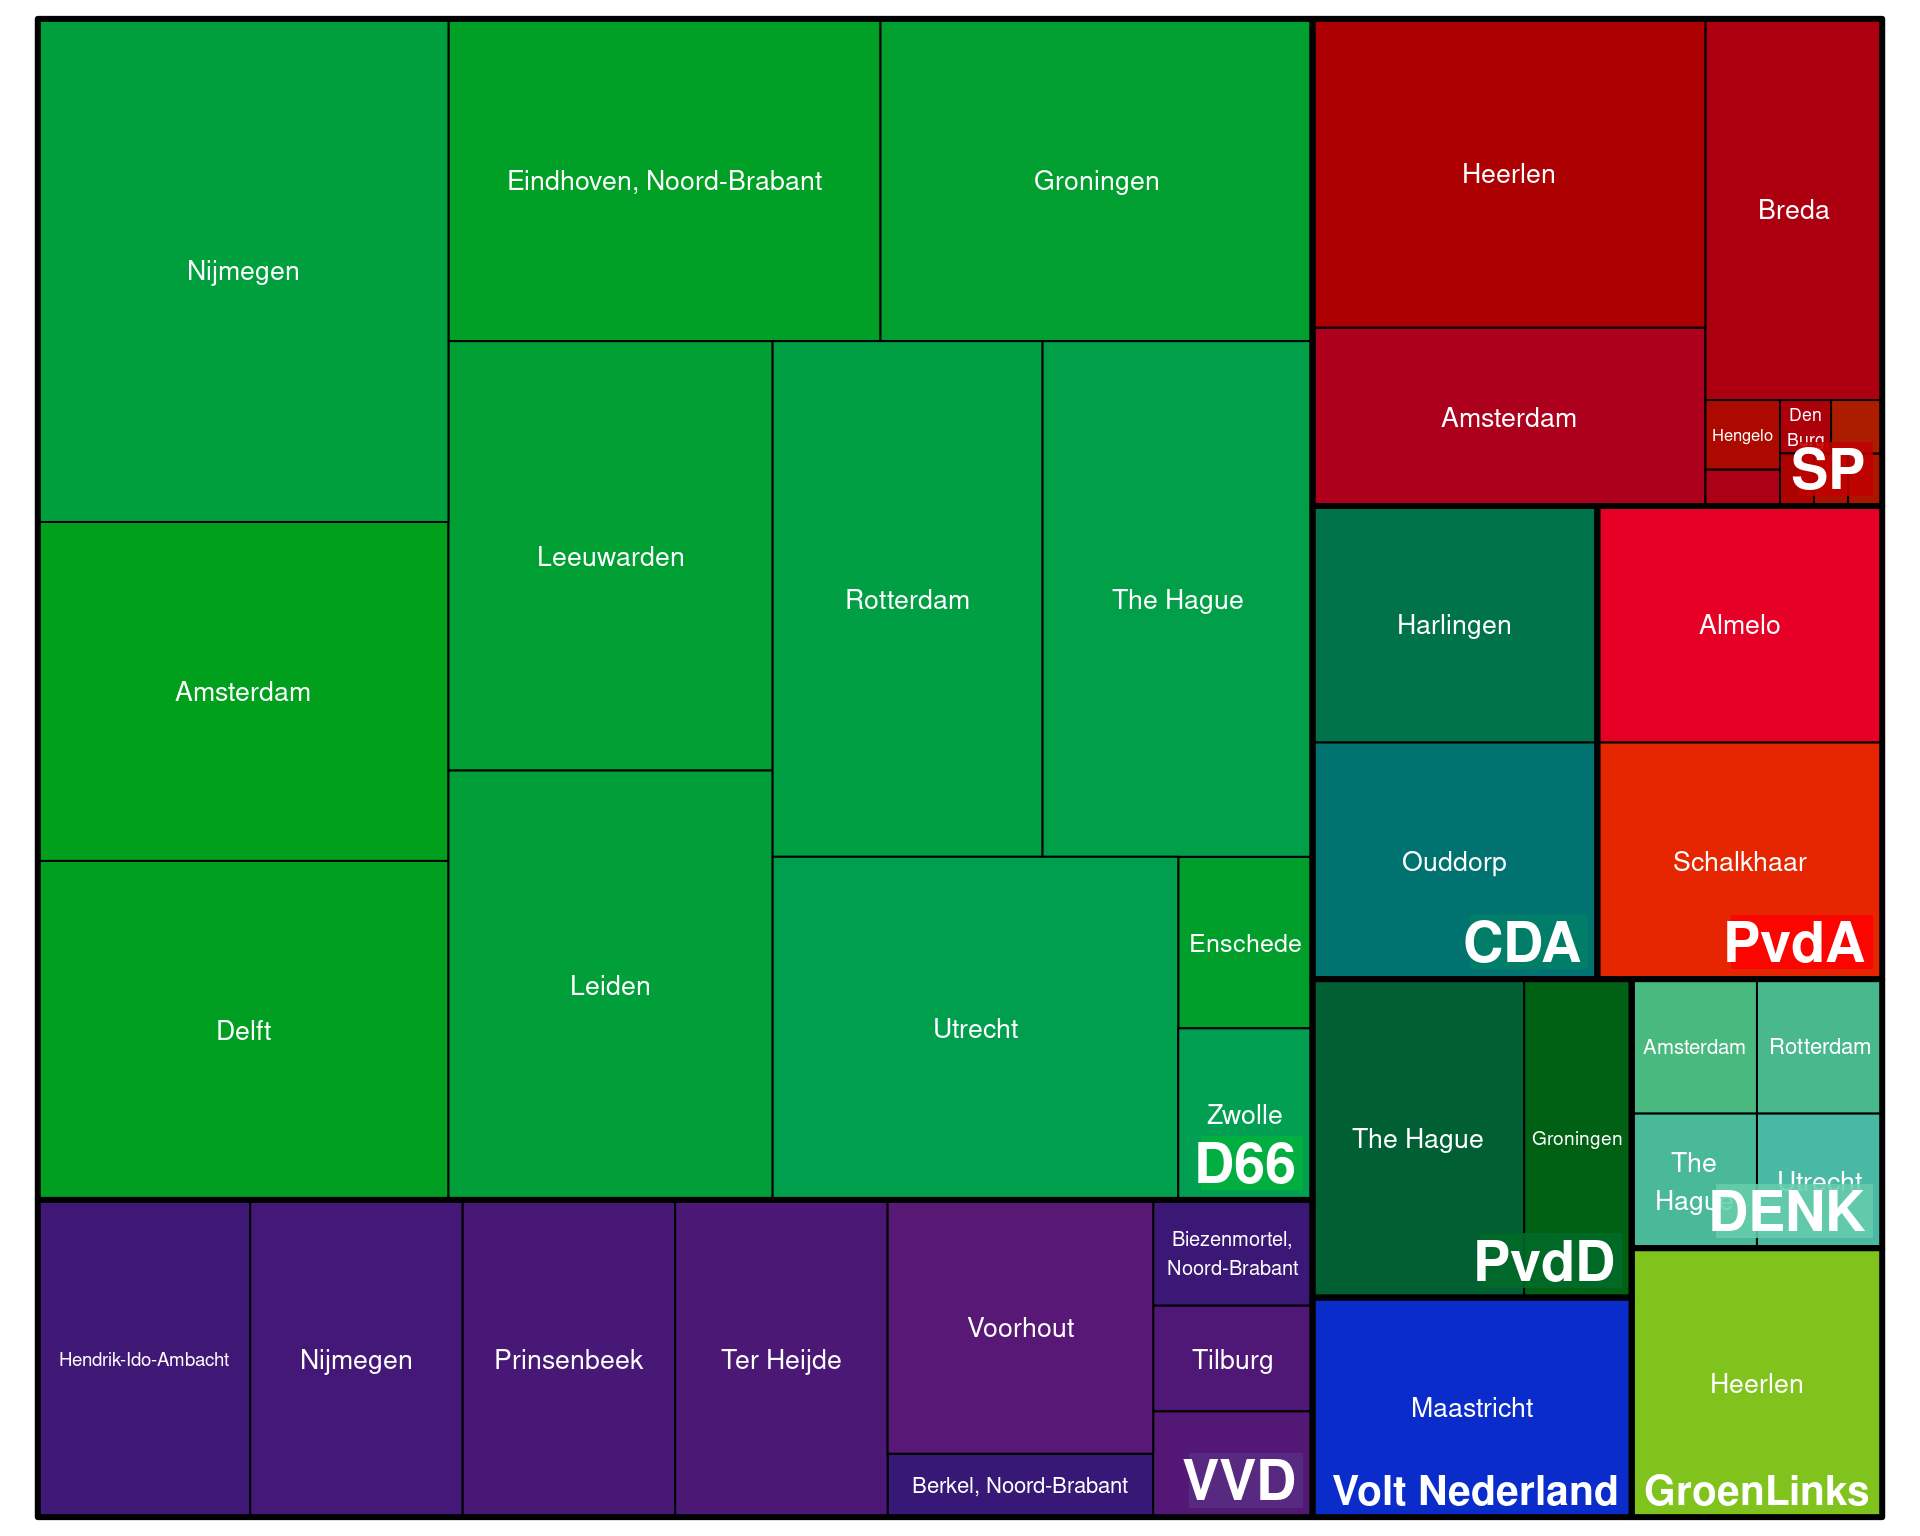 Nijmegen
Eindhoven, Noord-Brabant
Groningen
Amsterdam
Leeuwarden
Rotterdam
The Hague
Delft
Leiden
Utrecht
Enschede
Zwolle
D66
Hendrik-Ido-Ambacht
Nijmegen
Prinsenbeek
Ter Heijde
Voorhout
Berkel, Noord-Brabant
Biezenmortel,
Noord-Brabant
Tilburg
VVD
Heerlen
Breda
Amsterdam
Hengelo
Den
Burg
SP
Harlingen
Ouddorp
CDA
Almelo
Schalkhaar
PvdA
The Hague
Groningen
PvdD
Amsterdam
Rotterdam
The
Hague
Utrecht
DENK
Maastricht
Volt Nederland
Heerlen
GroenLinks